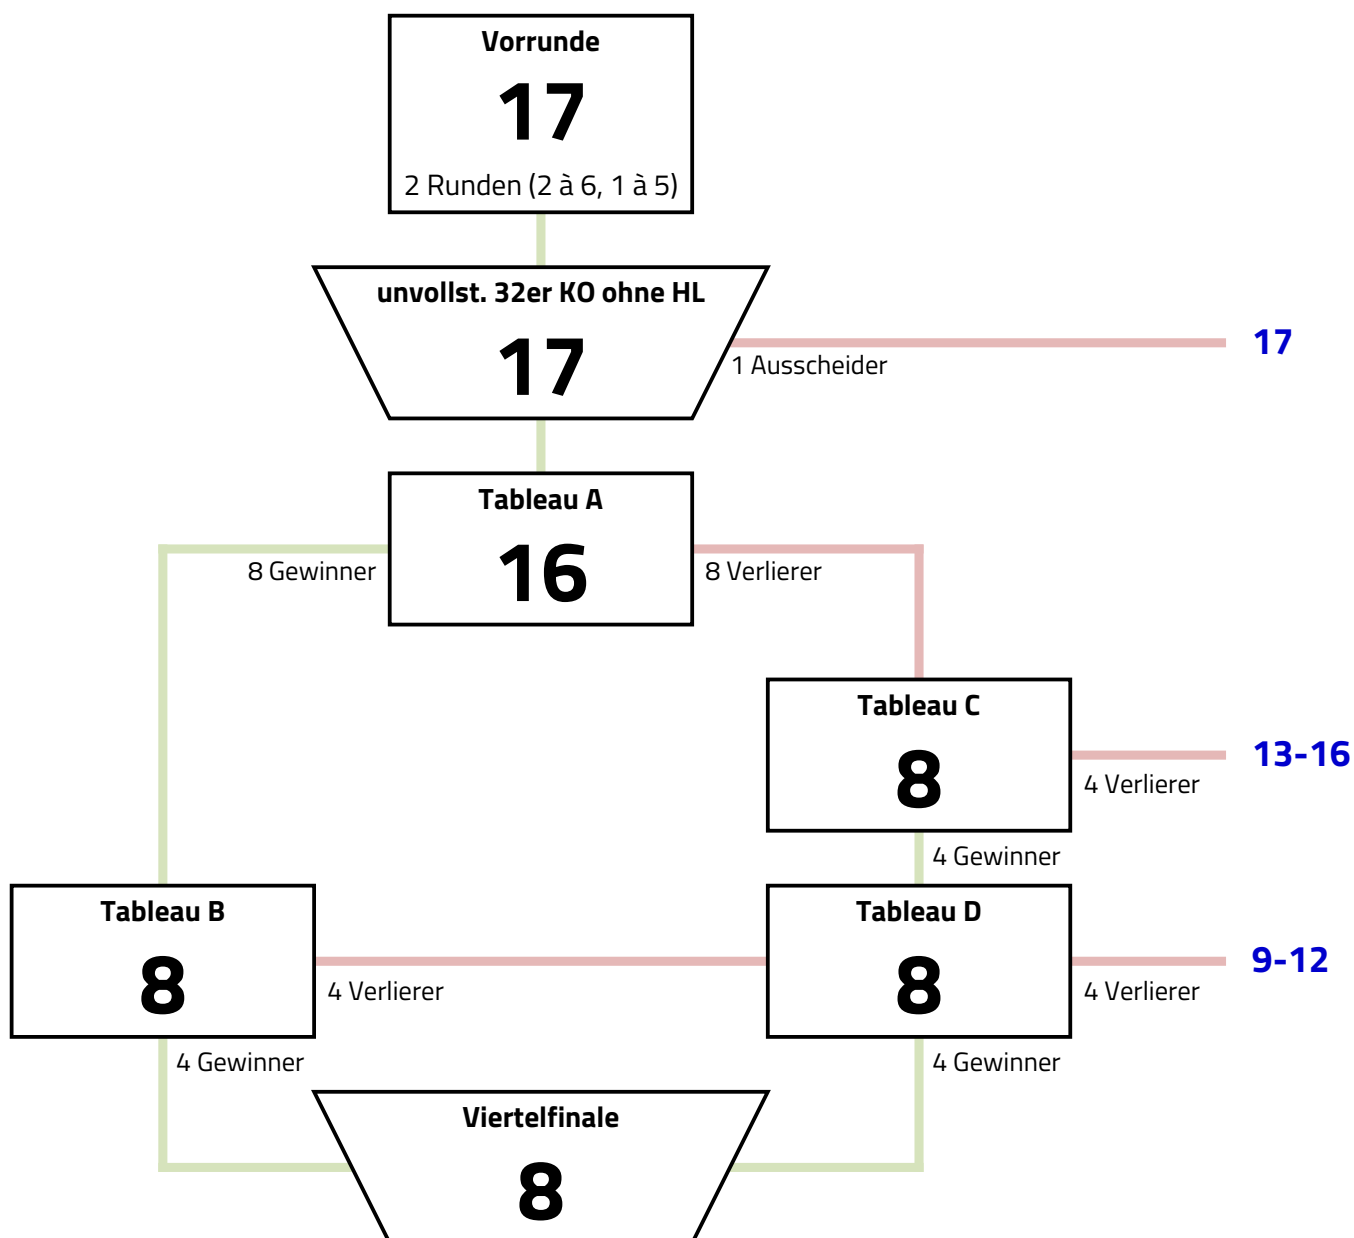 Vorrunde
17
2 Runden (2 à 6, 1 à 5)
unvollst. 32er KO ohne HL
17
1 Ausscheider
17
Tableau A
16
8 Gewinner
8 Verlierer
Tableau C
8
4 Verlierer
13-16
4 Gewinner
Tableau B
8
4 Verlierer
4 Gewinner
Tableau D
8
4 Verlierer
9-12
4 Gewinner
Viertelfinale
8